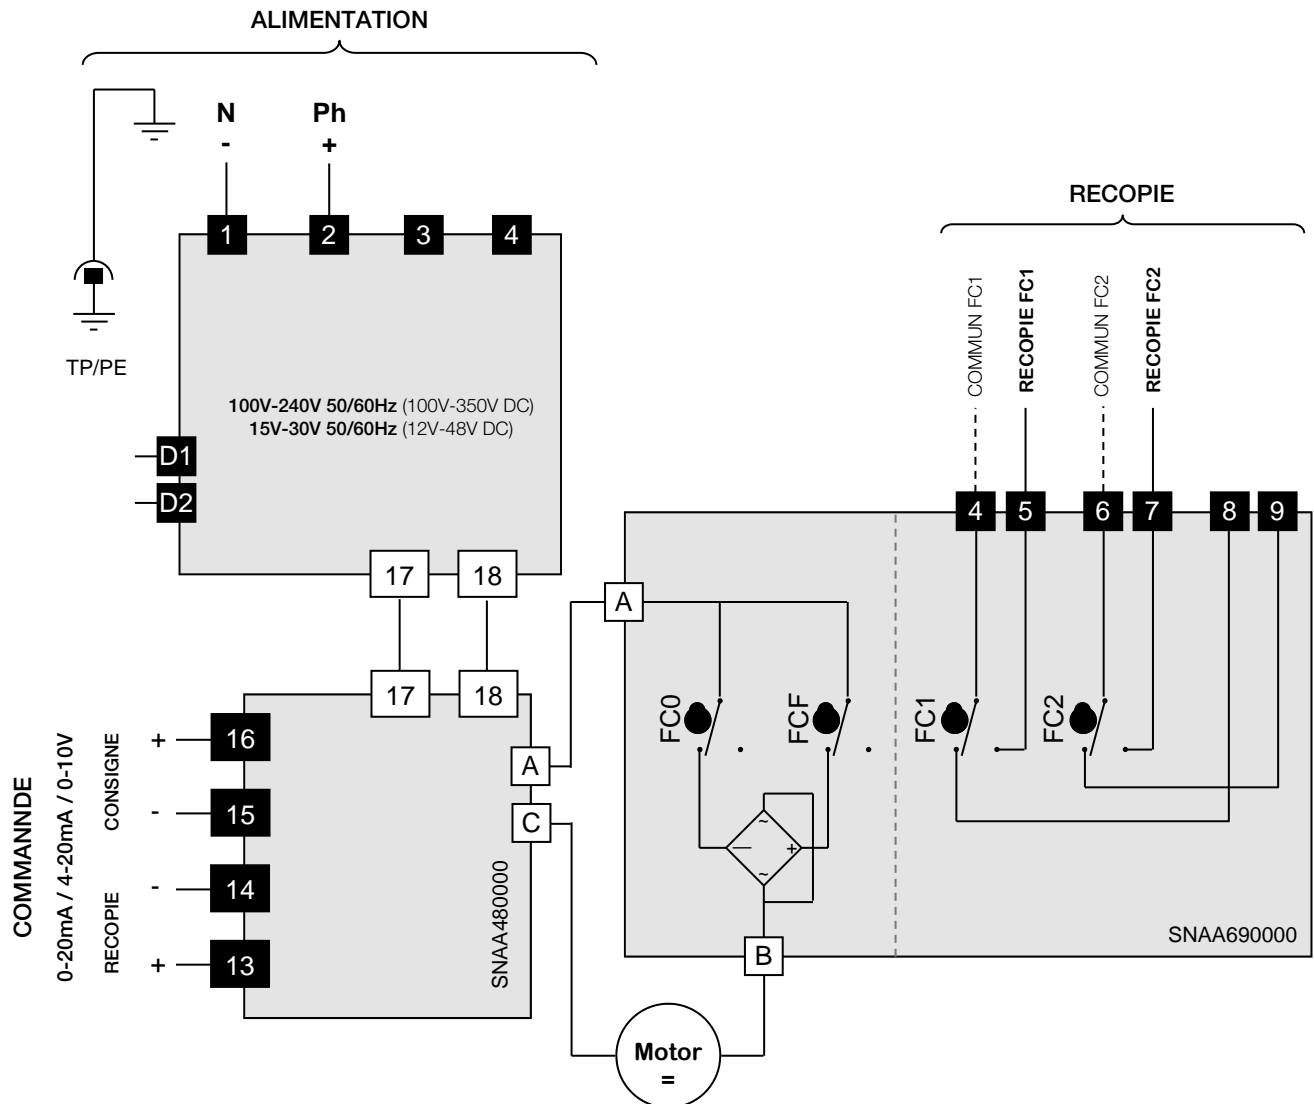 ALIMENTATION
N
Ph
-
+
1
2
3
4
TP/PE
100V-240V 50/60Hz (100V-350V DC)
15V-30V 50/60Hz (12V-48V DC)
D1
D2
17
18
RECOPIE
COMMUN FC1
RECOPIE FC1
COMMUN FC2
RECOPIE FC2
4
5
6
7
8
9
A
FC0
FCF
FC1
FC2
~
—
+
~
SNAA690000
B
17
18
COMMANNDE
0-20mA / 4-20mA / 0-10V
CONSIGNE
RECOPIE
+
16
-
15
-
14
+
13
A
C
SNAA480000
Motor
=